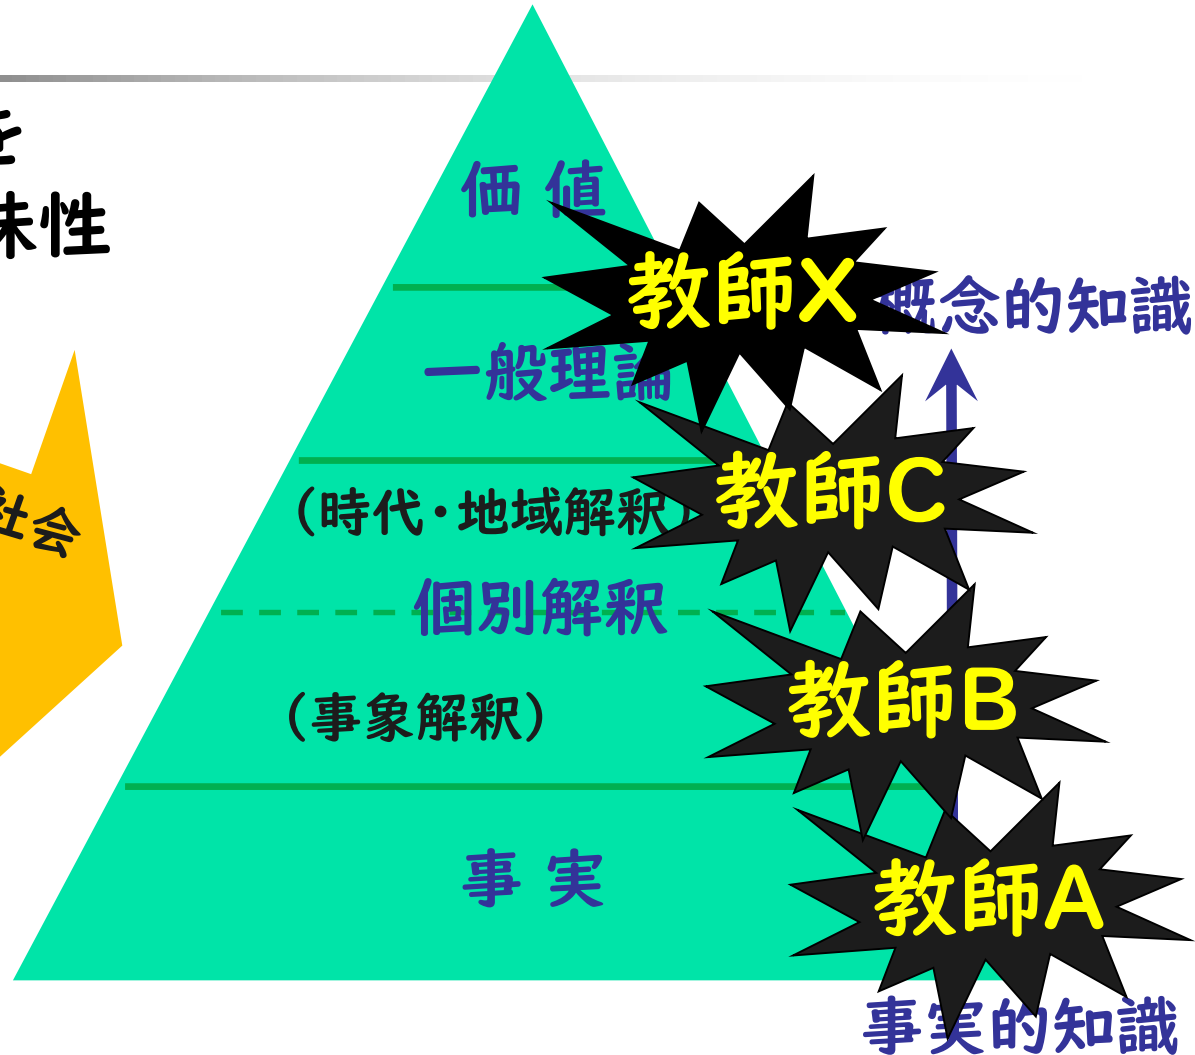 を
味性
価 値
教師X
概念的知識
一般理論
教師C
（時代・地域解釈）
社会
個別解釈
教師B
（事象解釈）
事 実
教師A
事実的知識